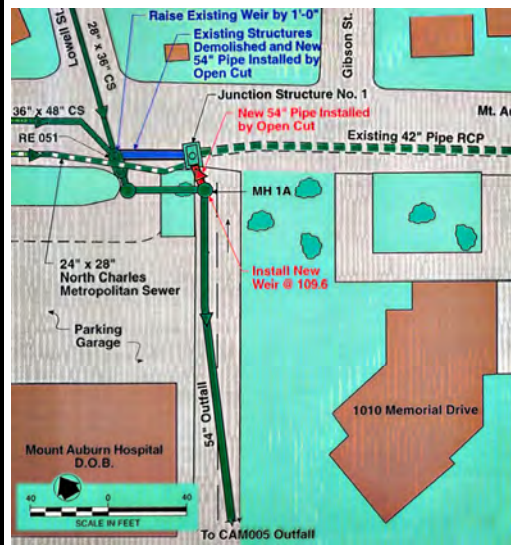 Raise Existing Weir by 1'-0"
Lowell St.
28" x 36" CS
Existing Structures
Demolished and New
54" Pipe Installed by
Open Cut
Gibson St.
Junction Structure No. 1
36" x 48" CS
New 54" Pipe Installed
by Open Cut
Mt. Au
RE 051
Existing 42" Pipe RCP
MH 1A
24" x 28"
North Charles
Metropolitan Sewer
Install New
Weir @ 109.6
Parking
Garage
54" Outfall
1010 Memorial Drive
Mount Auburn Hospital
D.O.B.
40 0 40
SCALE IN FEET
To CAM005 Outfall